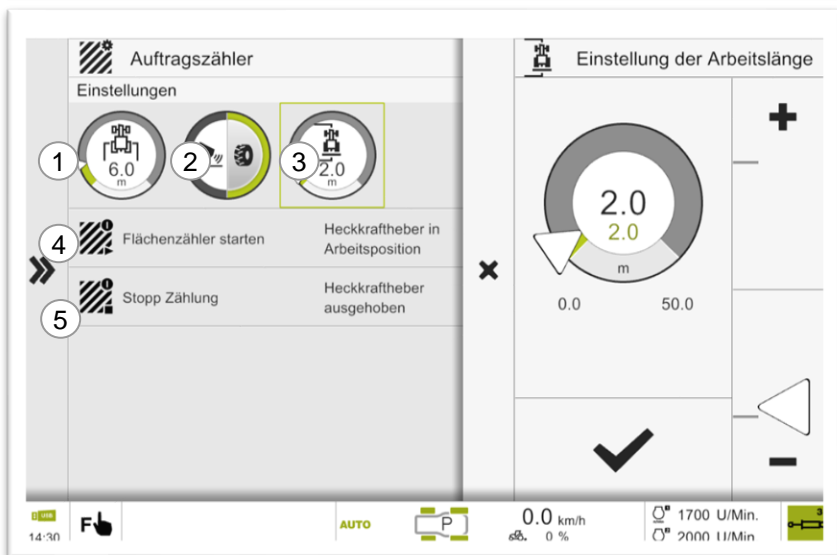 Auftragszähler
Einstellungen
1
6.0
m
2
3
2.0
m
4
Flächenzähler starten
Heckkraftheber in
Arbeitsposition
5
Stopp Zählung
Heckkraftheber
ausgehoben
Einstellung der Arbeitslänge
2.0
2.0
m
0.0
50.0
USB
14:30
F
AUTO
P
0.0 km/h
0 %
1700 U/Min.
2000 U/Min.
3